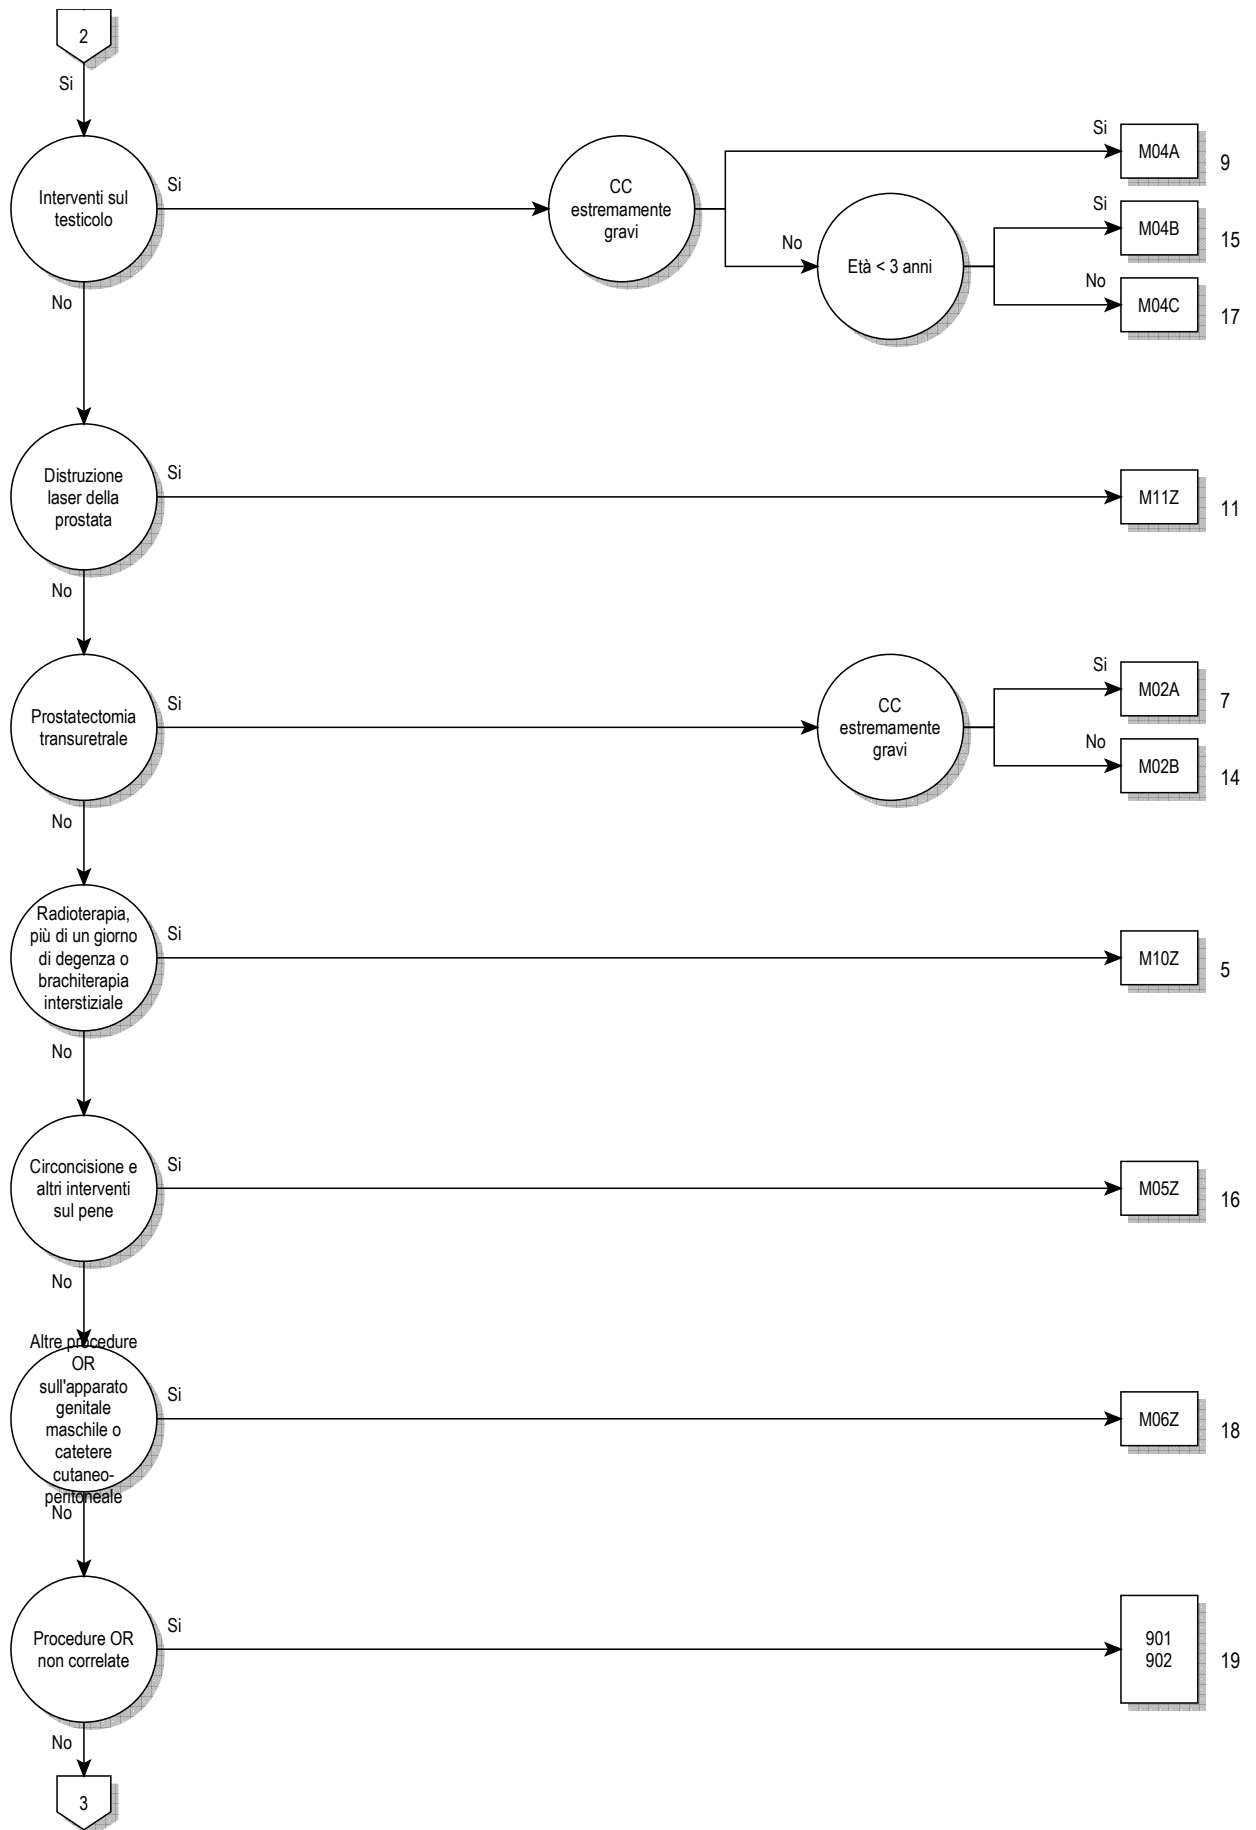 2
Si
Interventi sul
testicolo
Si
CC
estremamente
gravi
Si
M04A
9
No
Età < 3 anni
Si
M04B
15
No
M04C
17
No
Distruzione
laser della
prostata
Si
M11Z
11
No
Prostatectomia
transuretrale
Si
CC
estremamente
gravi
Si
M02A
7
No
M02B
14
No
Radioterapia,
più di un giorno
di degenza o
brachiterapia
interstiziale
Si
M10Z
5
No
Circoncisione e
altri interventi
sul pene
Si
M05Z
16
No
Altre procedure
OR
sull'apparato
genitale
maschile o
catetere
cutaneo-
peritoneale
Si
M06Z
18
No
Procedure OR
non correlate
Si
901
902
19
No
3